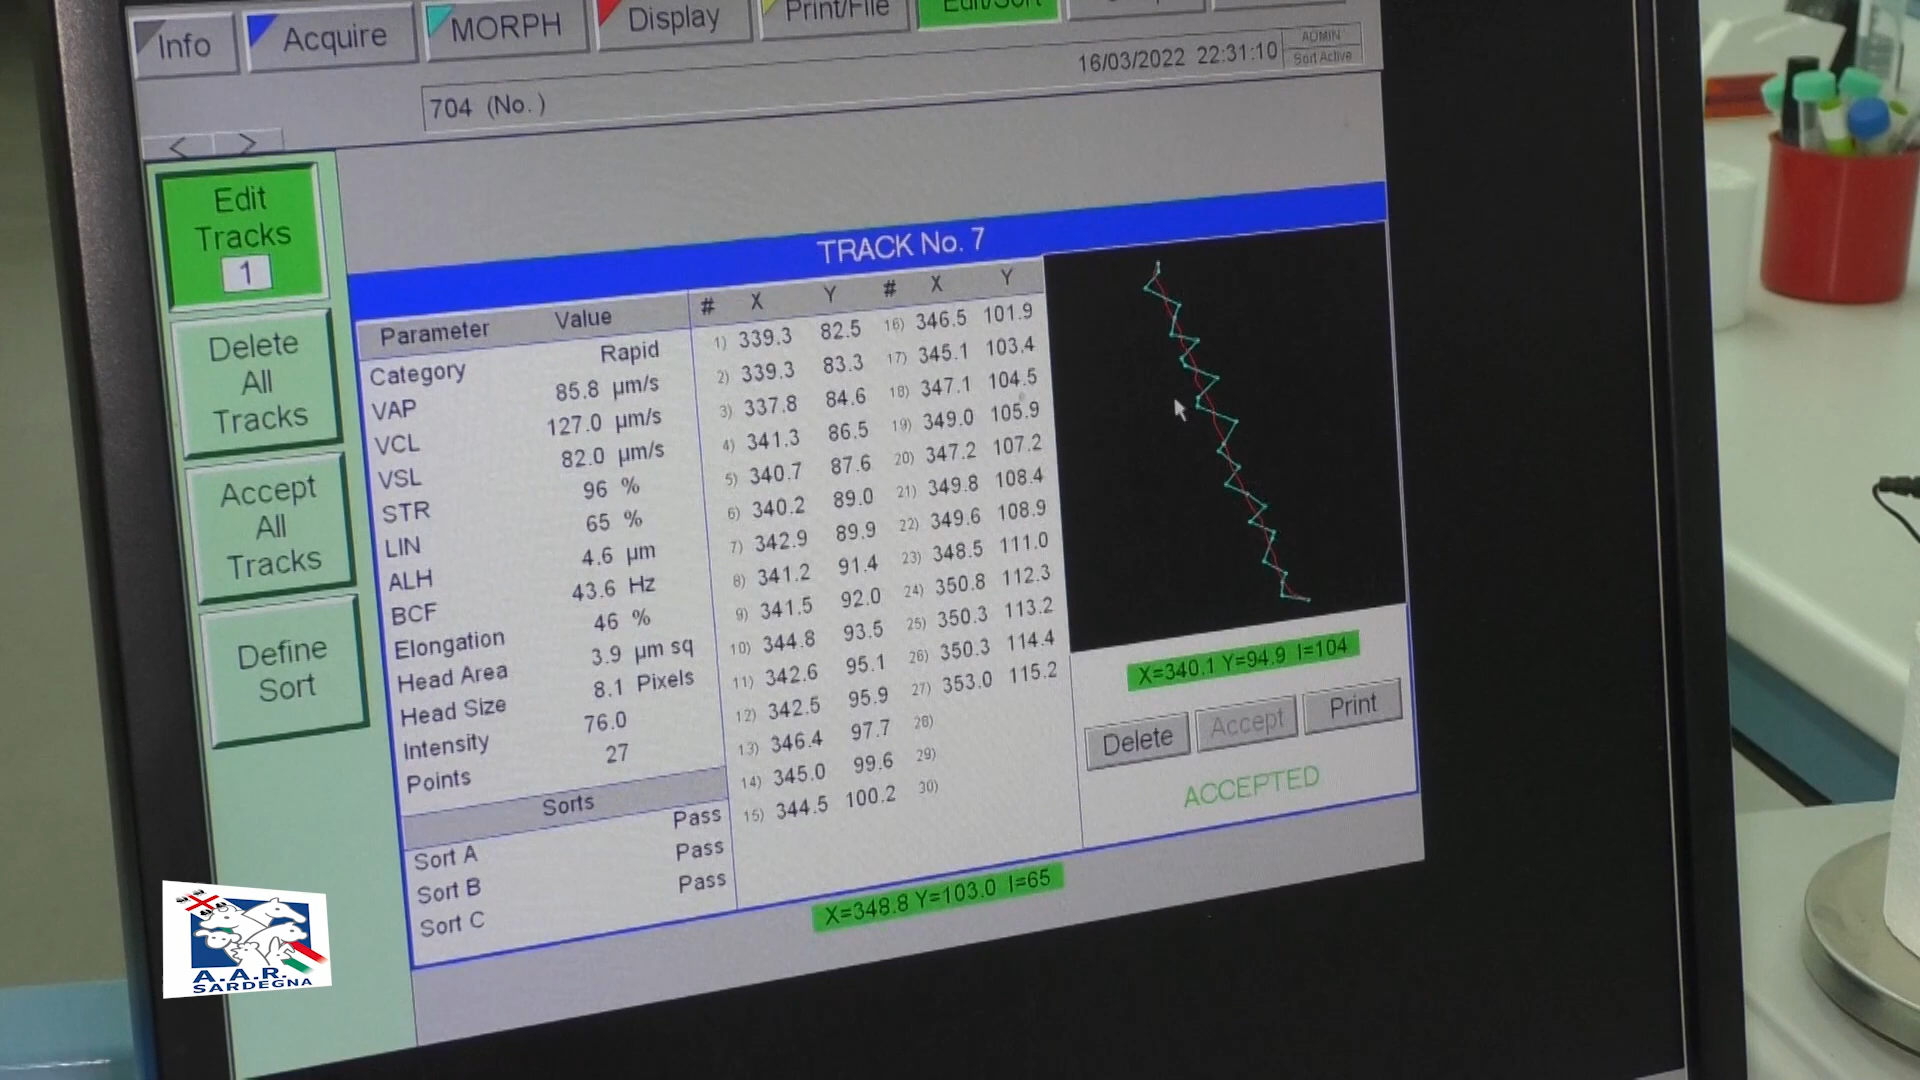 Info
Acquire
MORPH
Display
Print/File
Edit/Sort
16/03/2022 22:31:10
ADMIN
Sort Active
704 (No.)
< >
Edit
Tracks
1
Delete
All
Tracks
Accept
All
Tracks
Define
Sort
TRACK No. 7
Parameter Value
Category Rapid
VAP 85.8 µm/s
VCL 127.0 µm/s
VSL 82.0 µm/s
STR 96 %
LIN 65 %
ALH 4.6 µm
BCF 43.6 Hz
Elongation 46 %
Head Area 3.9 µm sq
Head Size 8.1 Pixels
Intensity 76.0
Points 27
Sorts
Sort A Pass
Sort B Pass
Sort C Pass
# X Y
1) 339.3 82.5
2) 339.3 83.3
3) 337.8 84.6
4) 341.3 86.5
5) 340.7 87.6
6) 340.2 89.0
7) 342.9 89.9
8) 341.2 91.4
9) 341.5 92.0
10) 344.8 93.5
11) 342.6 95.1
12) 342.5 95.9
13) 346.4 97.7
14) 345.0 99.6
15) 344.5 100.2
# X Y
16) 346.5 101.9
17) 345.1 103.4
18) 347.1 104.5
19) 349.0 105.9
20) 347.2 107.2
21) 349.8 108.4
22) 349.6 108.9
23) 348.5 111.0
24) 350.8 112.3
25) 350.3 113.2
26) 350.3 114.4
27) 353.0 115.2
28)
29)
30)
X=340.1 Y=94.9 I=104
Delete
Accept
Print
ACCEPTED
X=348.8 Y=103.0 I=65
A.A.R.
SARDEGNA